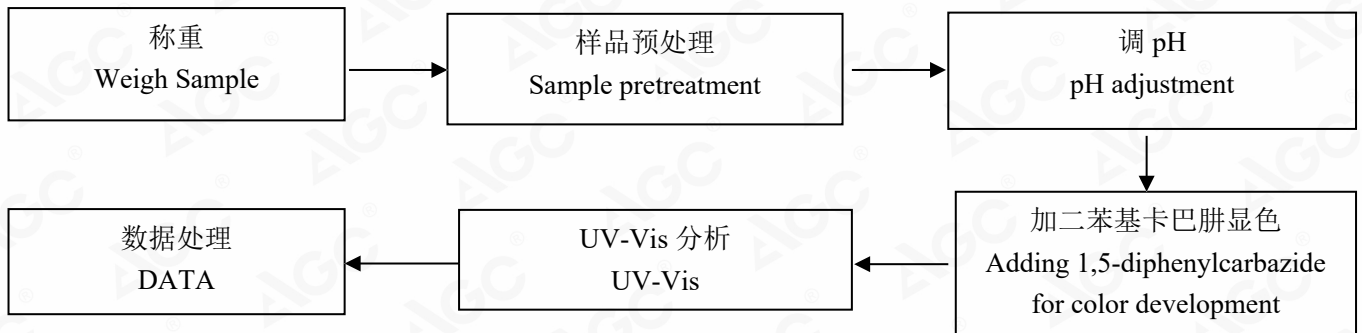 称重
Weigh Sample
样品预处理
Sample pretreatment
调 pH
pH adjustment
加二苯基卡巴肼显色
Adding 1,5-diphenylcarbazide
for color development
UV-Vis 分析
UV-Vis
数据处理
DATA